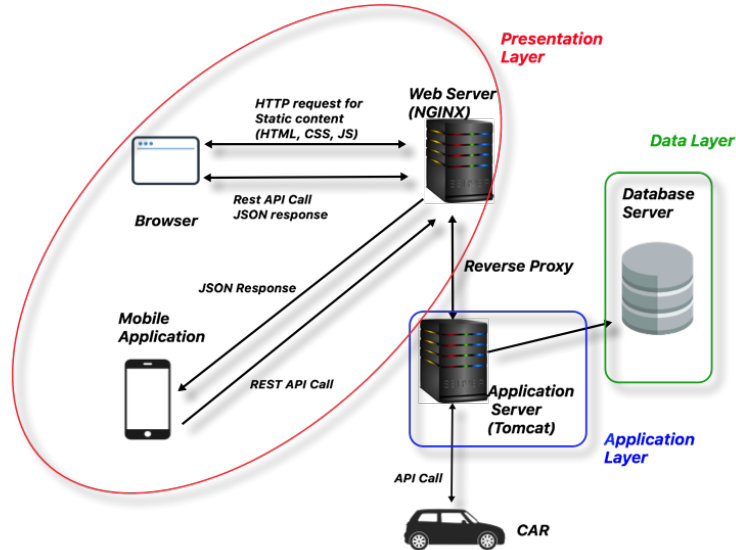 Presentation
Layer
HTTP request for
Static content
(HTML, CSS, JS)
Web Server
(NGINX)
Data Layer
Browser
Rest API Call
JSON response
Database
Server
JSON Response
Reverse Proxy
Mobile
Application
REST API Call
Application
Server
(Tomcat)
Application
Layer
API Call
CAR